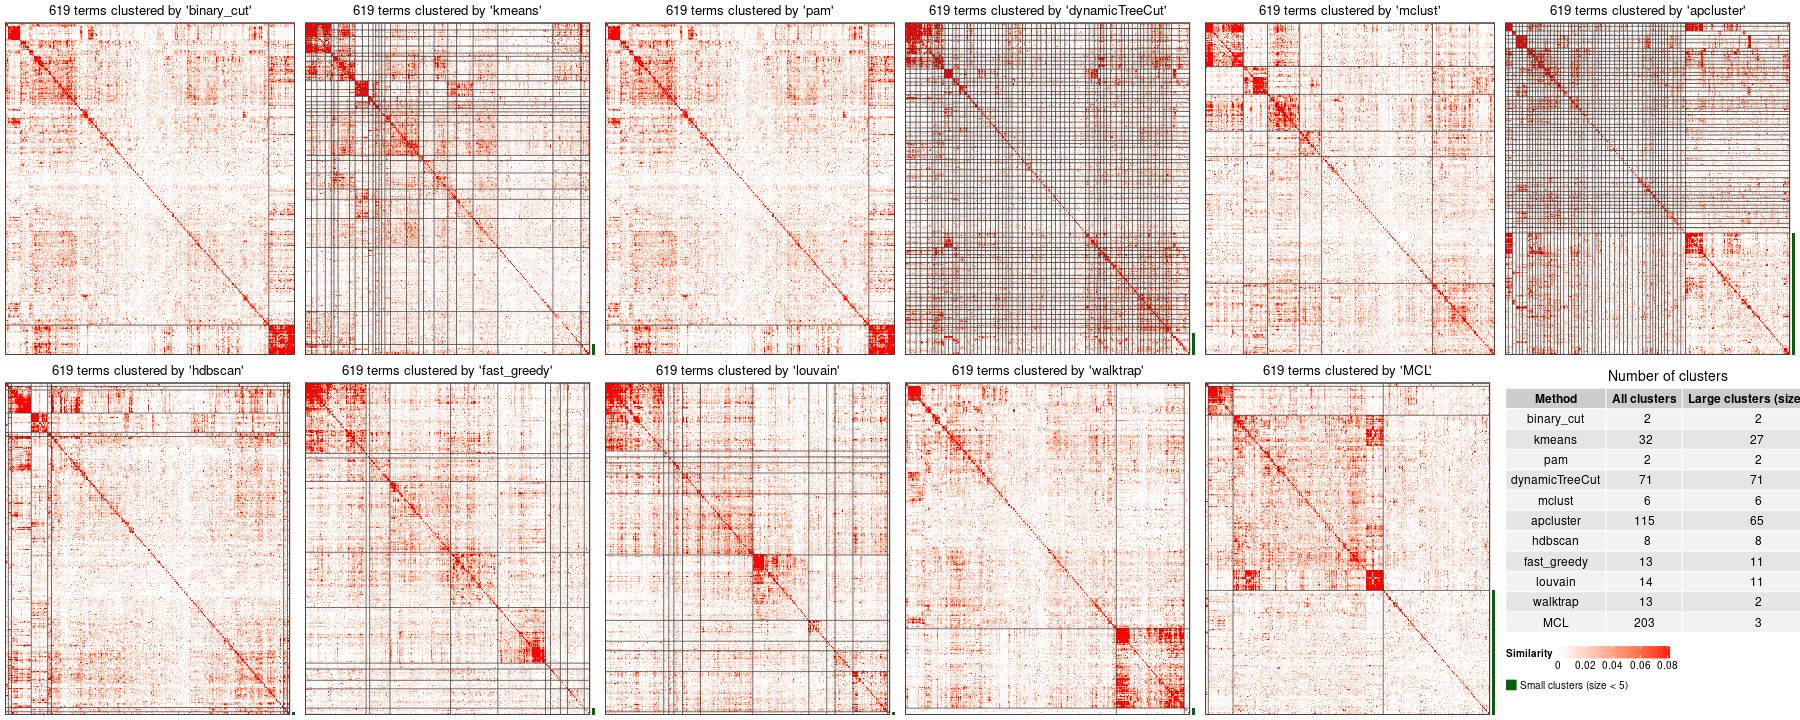 619 terms clustered by 'binary_cut'
619 terms clustered by 'kmeans'
619 terms clustered by 'pam'
619 terms clustered by 'dynamicTreeCut'
619 terms clustered by 'mclust'
619 terms clustered by 'apcluster'
619 terms clustered by 'hdbscan'
619 terms clustered by 'fast_greedy'
619 terms clustered by 'louvain'
619 terms clustered by 'walktrap'
619 terms clustered by 'MCL'
Number of clusters
Method All clusters Large clusters (size
binary_cut 2 2
kmeans 32 27
pam 2 2
dynamicTreeCut 71 71
mclust 6 6
apcluster 115 65
hdbscan 8 8
fast_greedy 13 11
louvain 14 11
walktrap 13 2
MCL 203 3
Similarity
0 0.02 0.04 0.06 0.08
Small clusters (size < 5)